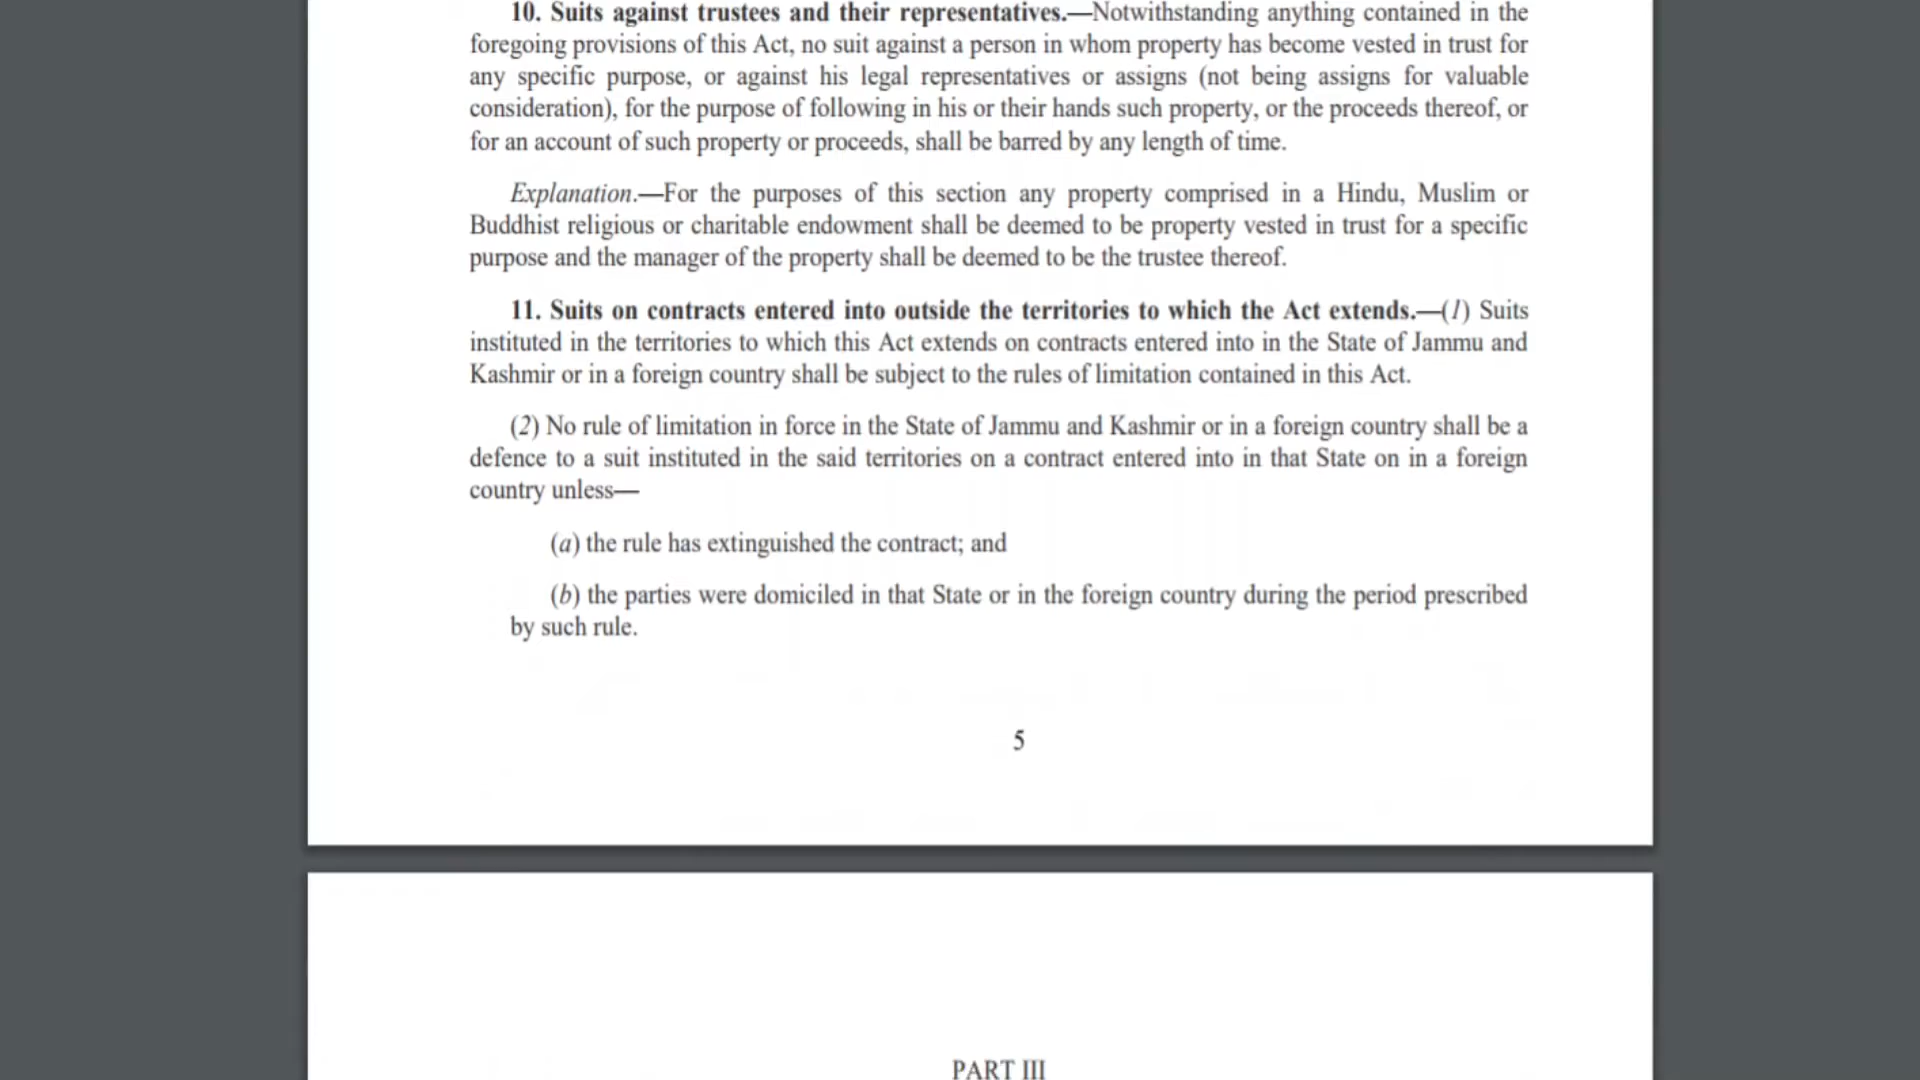 10. Suits against trustees and their representatives.—Notwithstanding anything contained in the
foregoing provisions of this Act, no suit against a person in whom property has become vested in trust for
any specific purpose, or against his legal representatives or assigns (not being assigns for valuable
consideration), for the purpose of following in his or their hands such property, or the proceeds thereof, or
for an account of such property or proceeds, shall be barred by any length of time.
Explanation.—For the purposes of this section any property comprised in a Hindu, Muslim or
Buddhist religious or charitable endowment shall be deemed to be property vested in trust for a specific
purpose and the manager of the property shall be deemed to be the trustee thereof.
11. Suits on contracts entered into outside the territories to which the Act extends.—(1) Suits
instituted in the territories to which this Act extends on contracts entered into in the State of Jammu and
Kashmir or in a foreign country shall be subject to the rules of limitation contained in this Act.
(2) No rule of limitation in force in the State of Jammu and Kashmir or in a foreign country shall be a
defence to a suit instituted in the said territories on a contract entered into in that State on in a foreign
country unless—
(a) the rule has extinguished the contract; and
(b) the parties were domiciled in that State or in the foreign country during the period prescribed
by such rule.
5
PART III